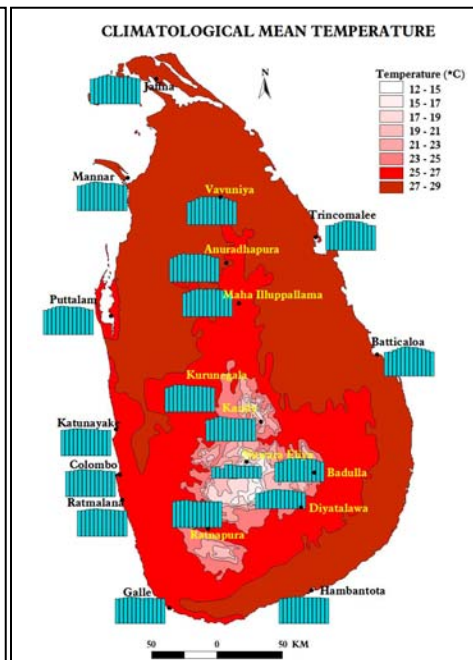 CLIMATOLOGICAL MEAN TEMPERATURE
Jaffna
N
Temperature (°C)
12 - 15
15 - 17
17 - 19
19 - 21
21 - 23
23 - 25
25 - 27
27 - 29
Mannar
Vavuniya
Trincomalee
Anuradhapura
Maha Illuppallama
Puttalam
Batticaloa
Kurunegala
Kandy
Katunayake
Nuwara Eliya
Colombo
Badulla
Ratmalana
Diyatalawa
Ratnapura
Galle
Hambantota
50 0 50 KM